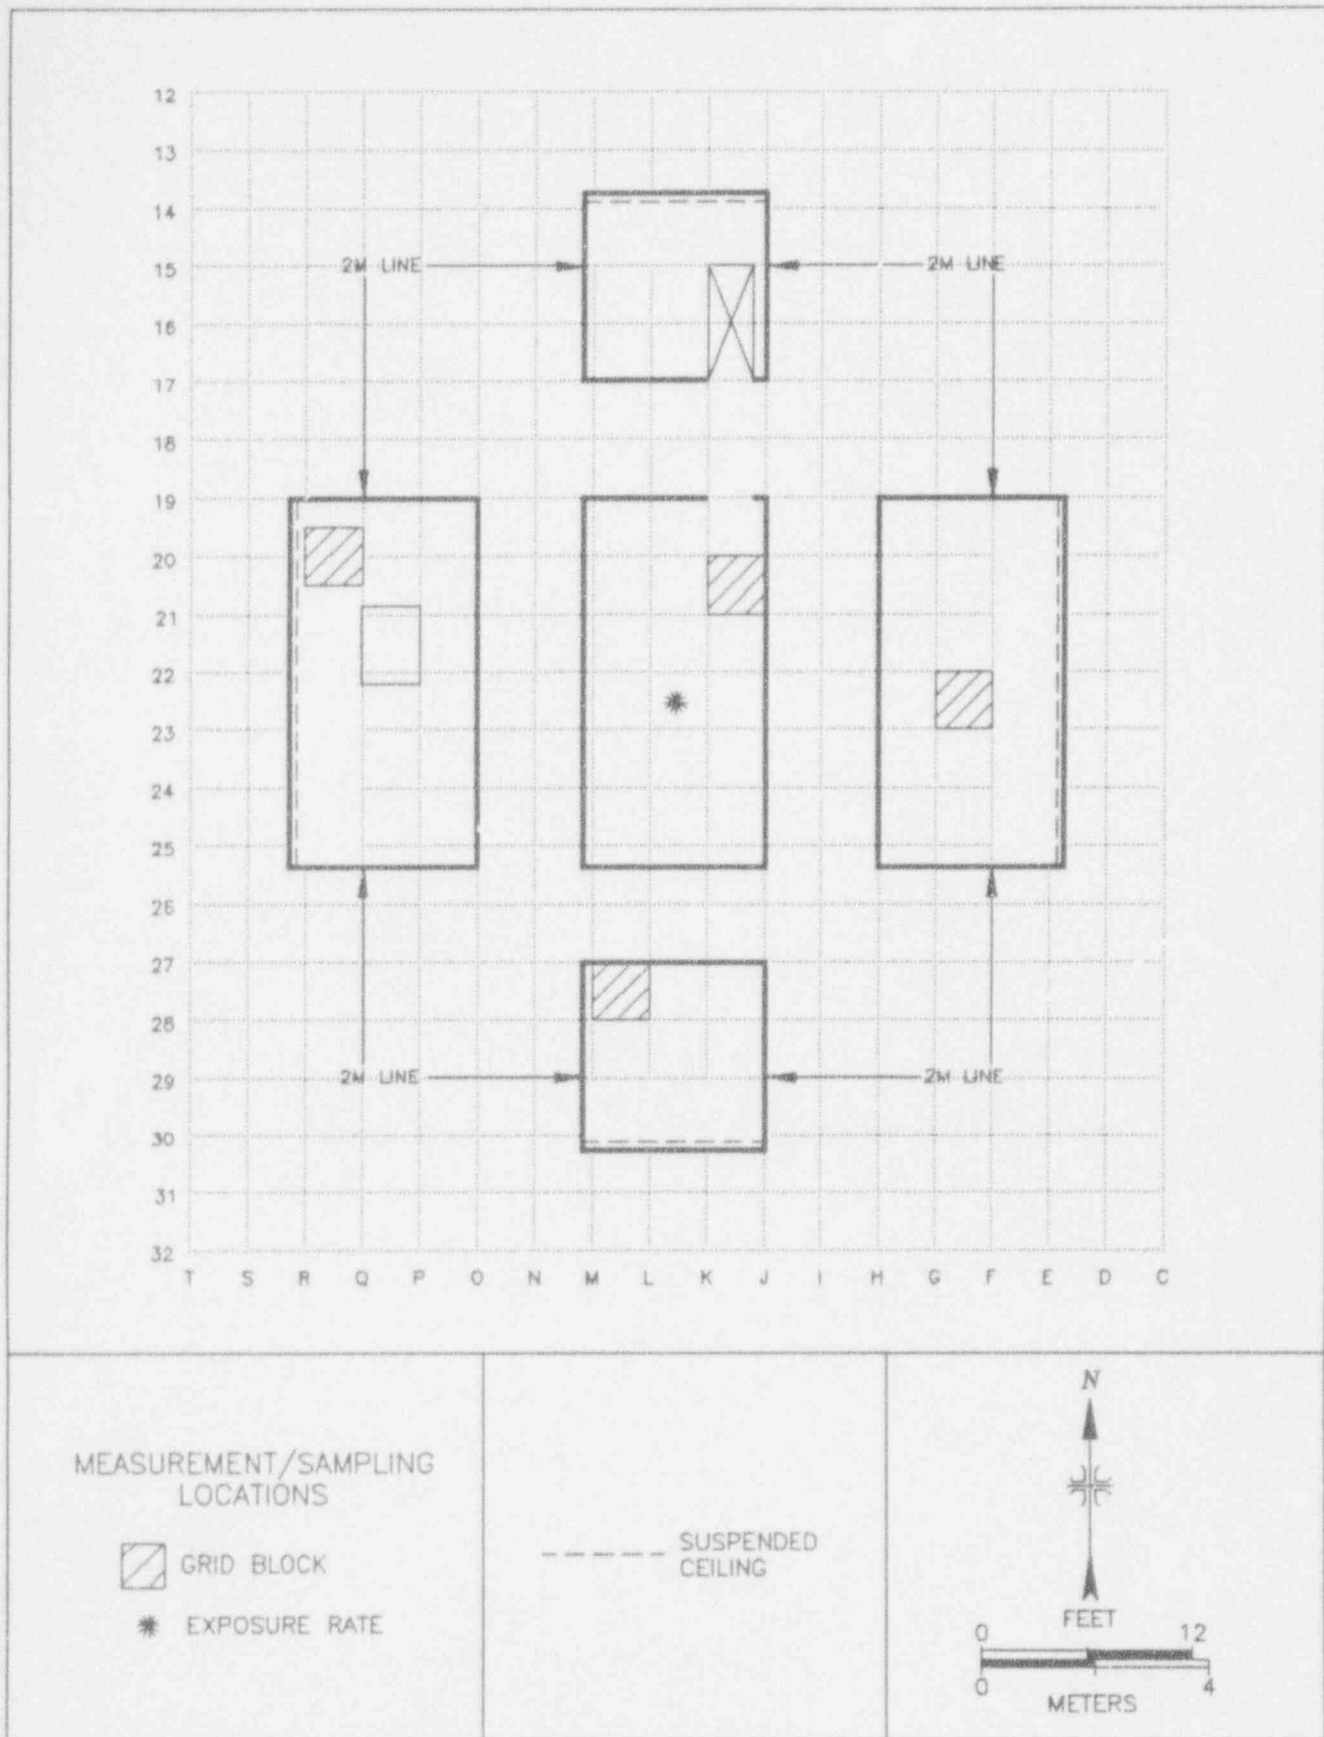 12
13
14
2M LINE 15 2M LINE
16
17
18
19
20
21
22
23
24
25
26
27
28
2M LINE 29 2M LINE
30
31
32
T S R Q P O N M L K J I H G F E D C
MEASUREMENT/SAMPLING
LOCATIONS
GRID BLOCK
EXPOSURE RATE
SUSPENDED
CEILING
N
FEET
0 12
0 4
METERS